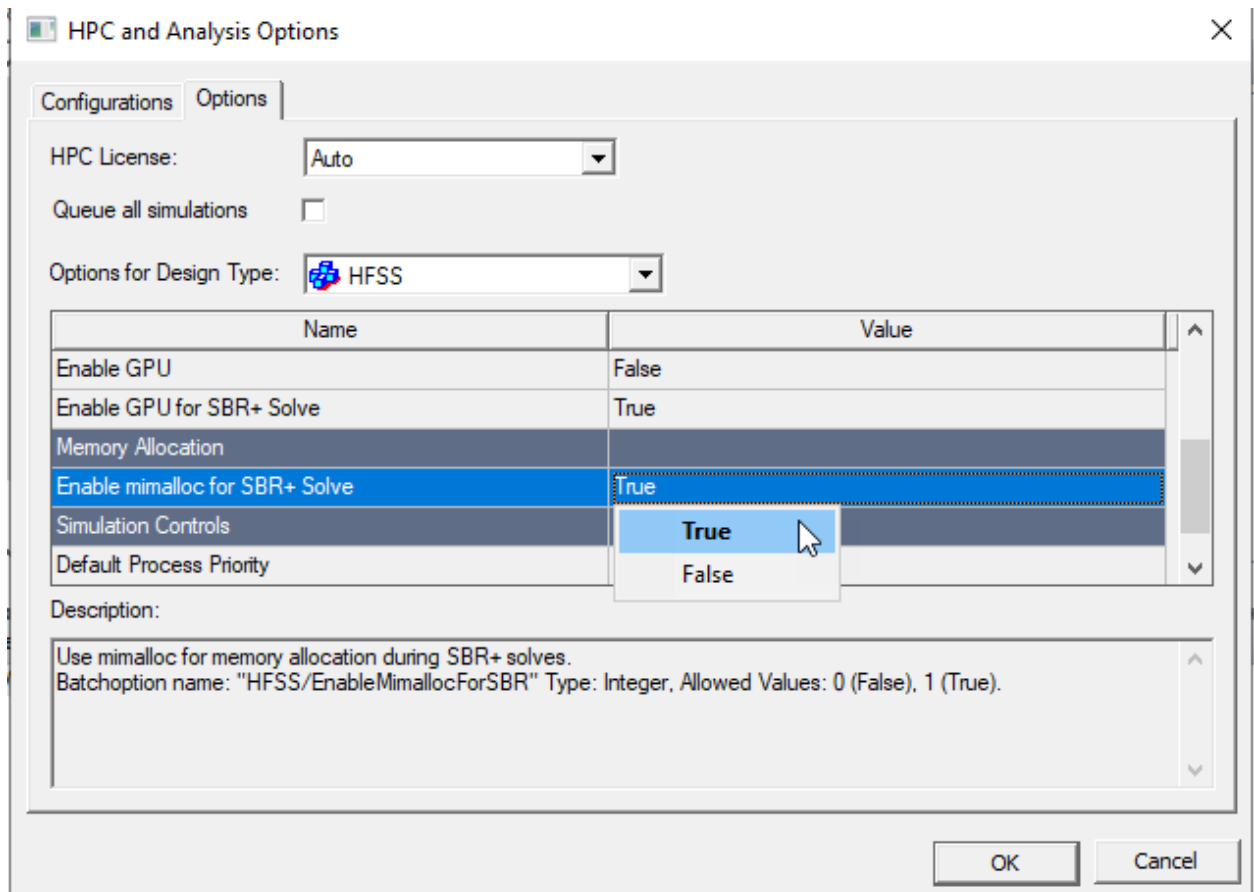 HPC and Analysis Options
Configurations Options
HPC License: Auto
Queue all simulations
Options for Design Type: HFSS
Name Value
Enable GPU False
Enable GPU for SBR+ Solve True
Memory Allocation
Enable mimalloc for SBR+ Solve True
Simulation Controls True
Default Process Priority False
Description:
Use mimalloc for memory allocation during SBR+ solves.
Batchoption name: "HFSS/EnableMimallocForSBR" Type: Integer, Allowed Values: 0 (False), 1 (True).
OK Cancel